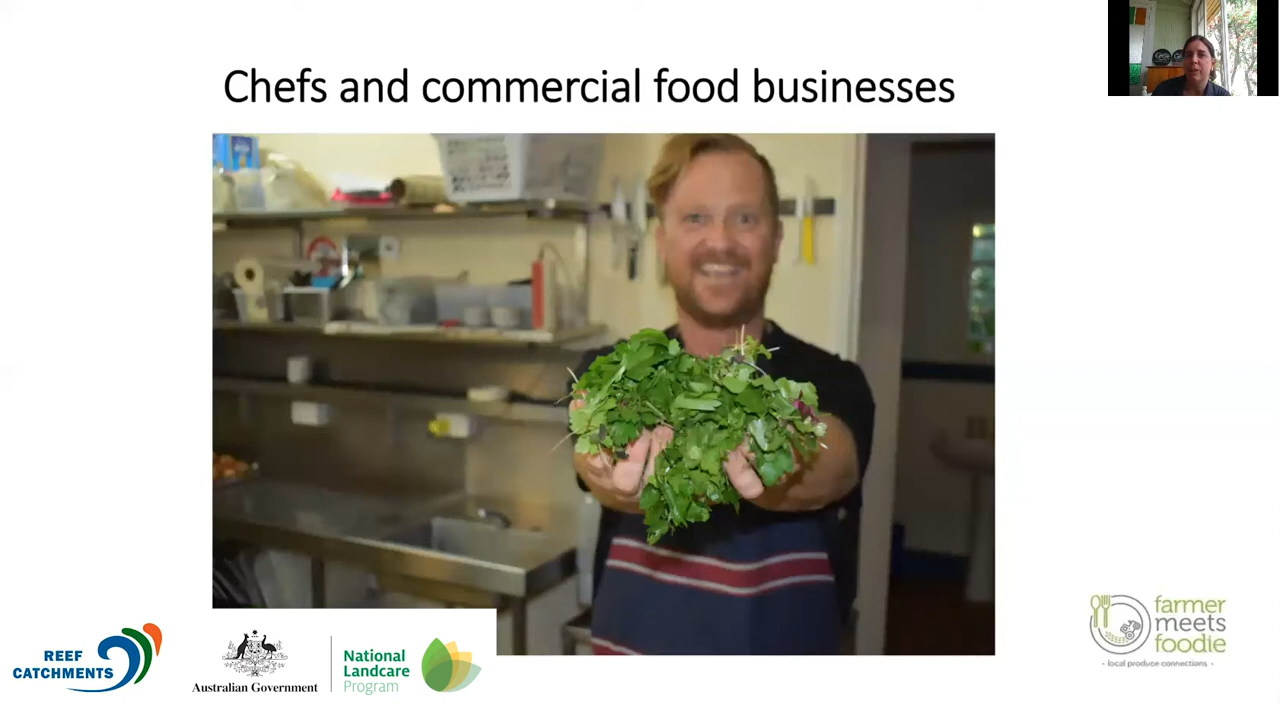 Chefs and commercial food businesses
REEF
CATCHMENTS
Australian Government
National
Landcare
Program
farmer
meets
foodie
- local produce connections -